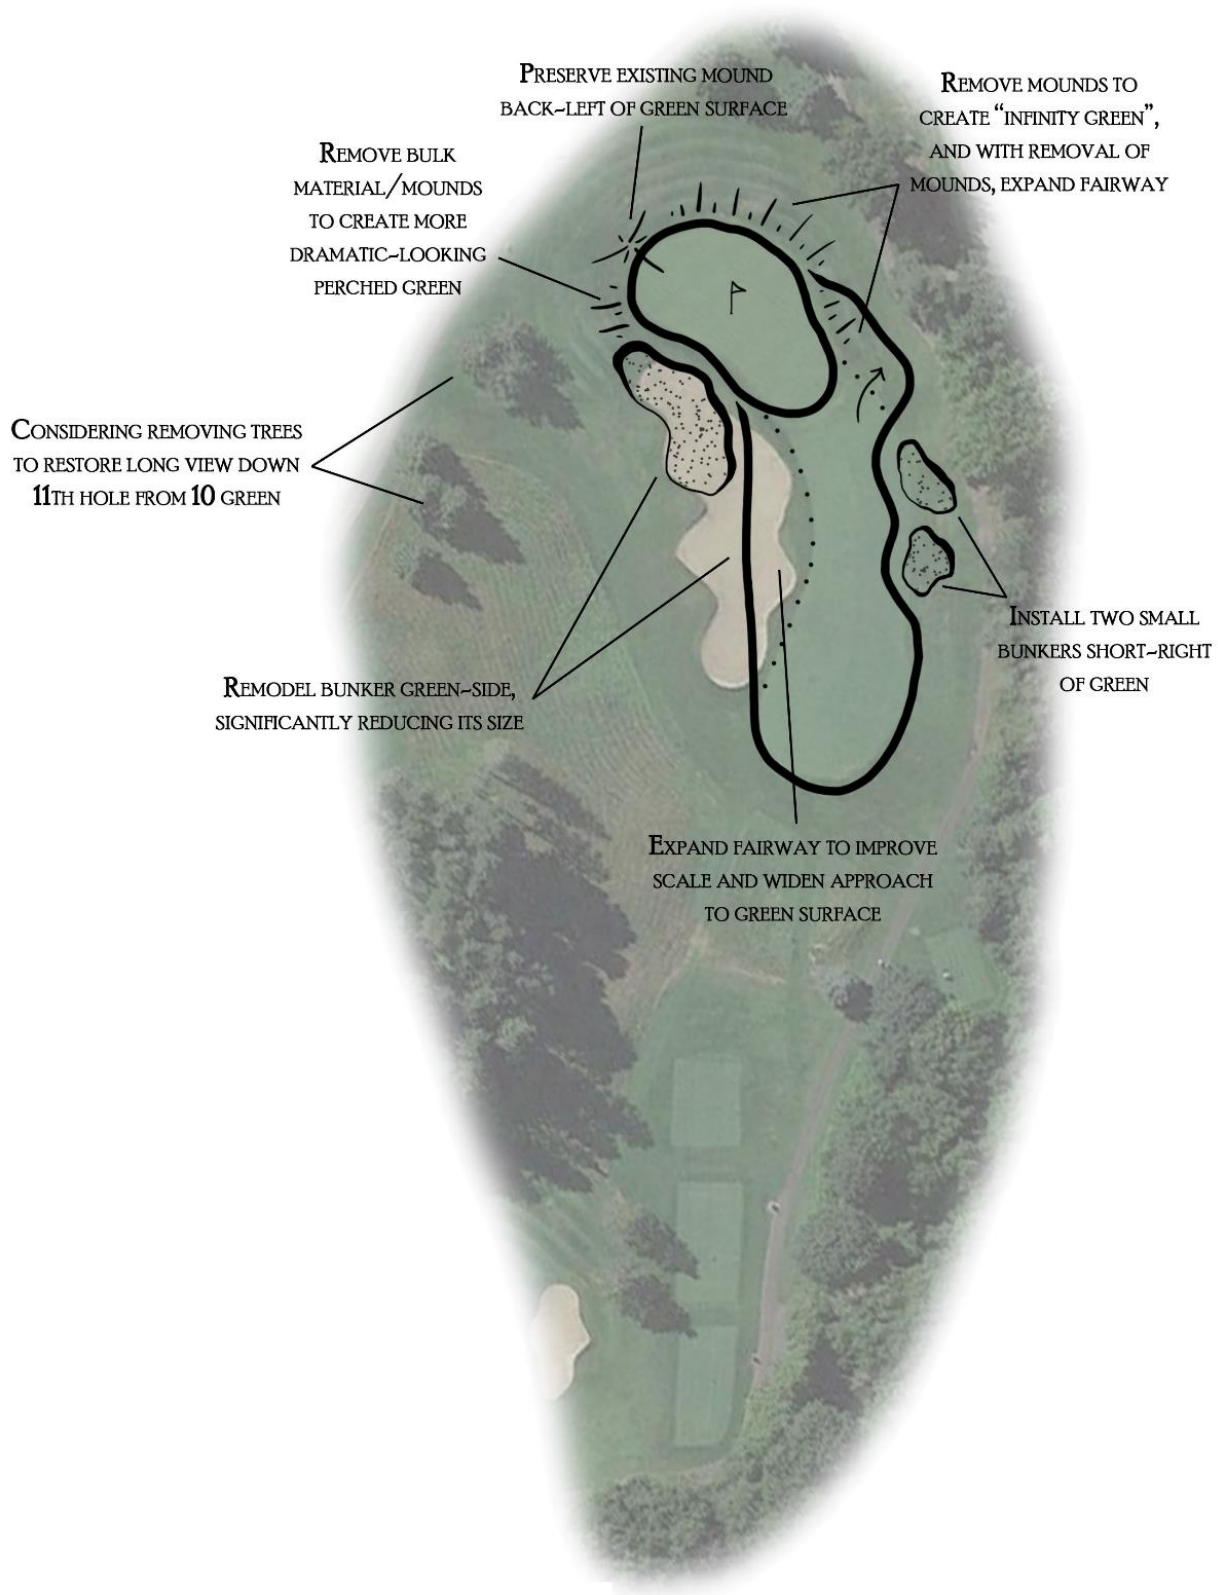 Preserve existing mound
back-left of green surface
Remove mounds to
create "infinity green",
and with removal of
mounds, expand fairway
Remove bulk
material/mounds
to create more
dramatic-looking
perched green
Considering removing trees
to restore long view down
11th hole from 10 green
Install two small
bunkers short-right
of green
Remodel bunker green-side,
significantly reducing its size
Expand fairway to improve
scale and widen approach
to green surface